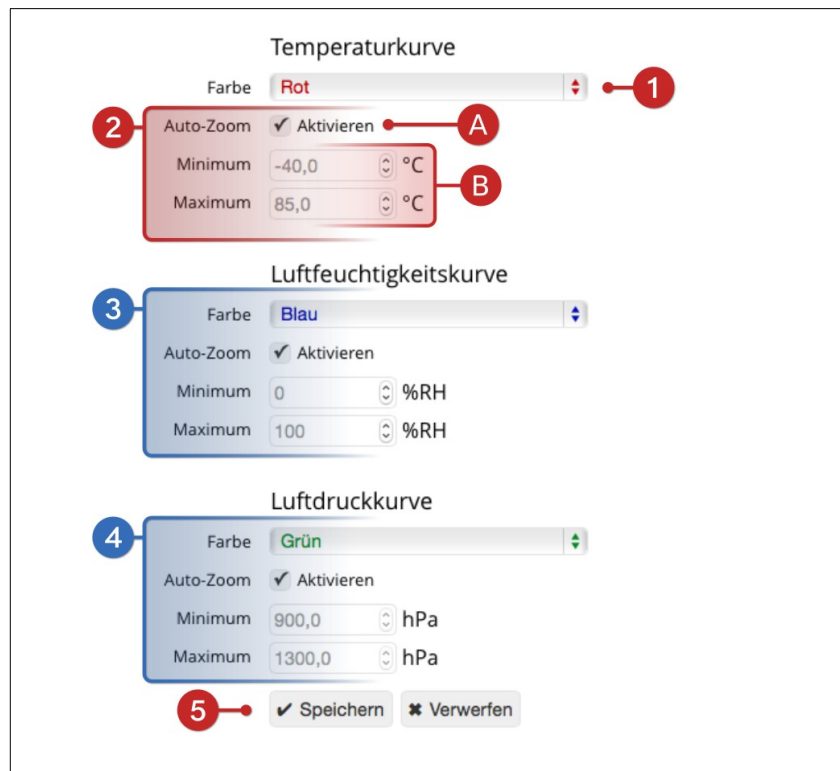 Temperaturkurve
Farbe Rot 1
2 Auto-Zoom ✔ Aktivieren A
Minimum -40,0 °C
B
Maximum 85,0 °C
Luftfeuchtigkeitskurve
3 Farbe Blau
Auto-Zoom ✔ Aktivieren
Minimum 0 %RH
Maximum 100 %RH
Luftdruckkurve
4 Farbe Grün
Auto-Zoom ✔ Aktivieren
Minimum 900,0 hPa
Maximum 1300,0 hPa
5 ✔ Speichern ✖ Verwerfen